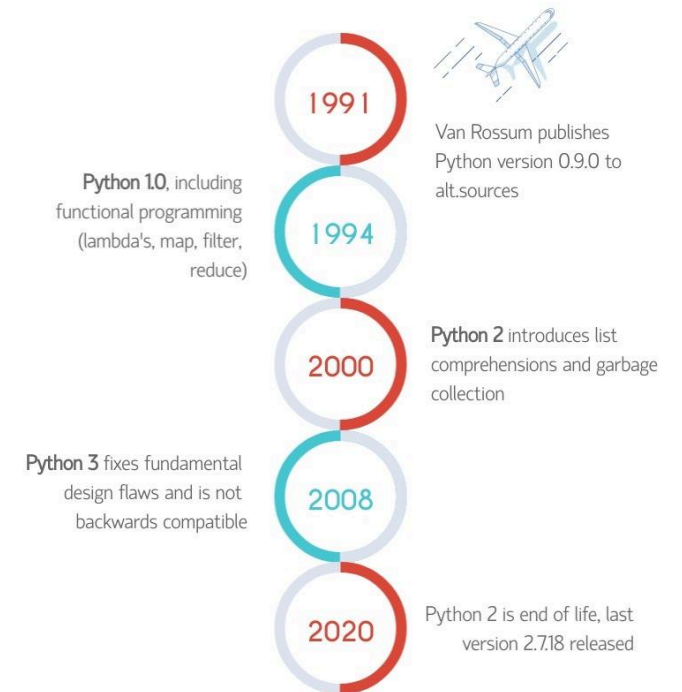 1991
Van Rossum publishes
Python version 0.9.0 to
alt.sources
Python 1.0, including
functional programming
(lambda's, map, filter,
reduce)
1994
2000
Python 2 introduces list
comprehensions and garbage
collection
Python 3 fixes fundamental
design flaws and is not
backwards compatible
2008
2020
Python 2 is end of life, last
version 2.7.18 released